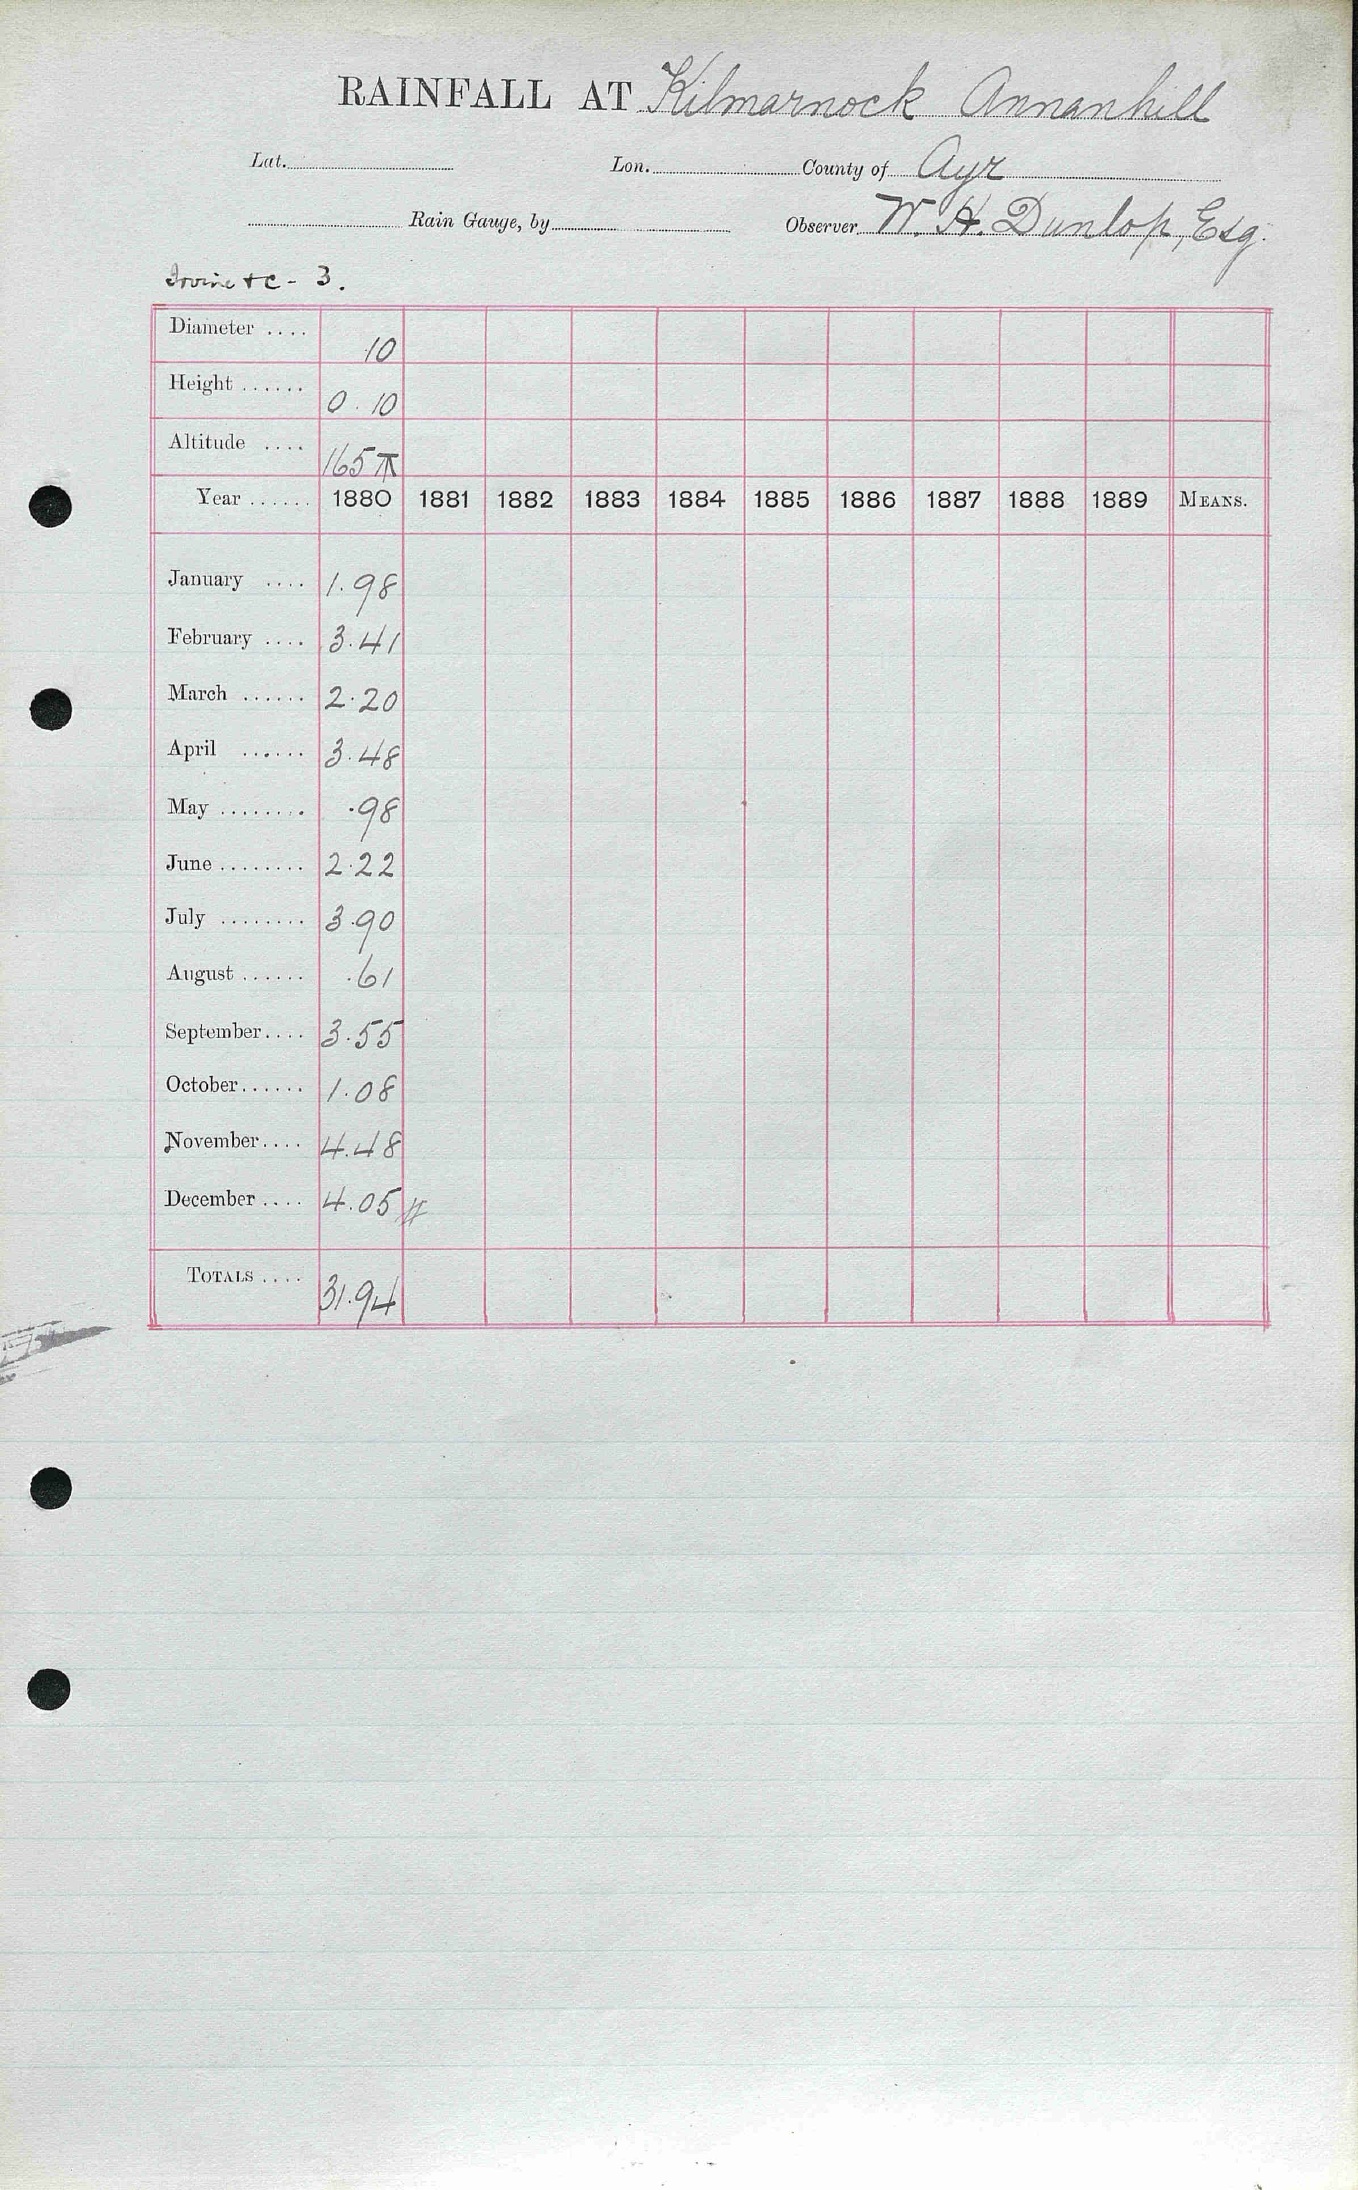 RAINFALL AT Kilmarnock Annanhill
Lat. Lon. County of Ayr
Rain Gauge, by Observer W. H. Dunlop, Esq.
Irvine &c - 3.
Diameter .... 10
Height ...... 0.10
Altitude .... 165
Year ...... 1880 1881 1882 1883 1884 1885 1886 1887 1888 1889 MEANS.
January .... 1.98
February .... 3.41
March ...... 2.20
April ...... 3.48
May ........ .98
June ........ 2.22
July ........ 3.90
August ...... .61
September.... 3.55
October...... 1.08
November.... 4.48
December .... 4.05 #
TOTALS .... 31.94